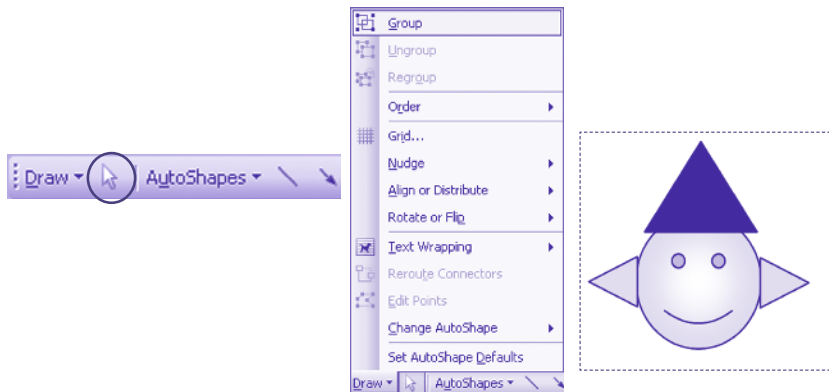 Draw AutoShapes
Group
Ungroup
Regroup
Order
Grid...
Nudge
Align or Distribute
Rotate or Flip
Text Wrapping
Reroute Connectors
Edit Points
Change AutoShape
Set AutoShape Defaults
Draw AutoShapes